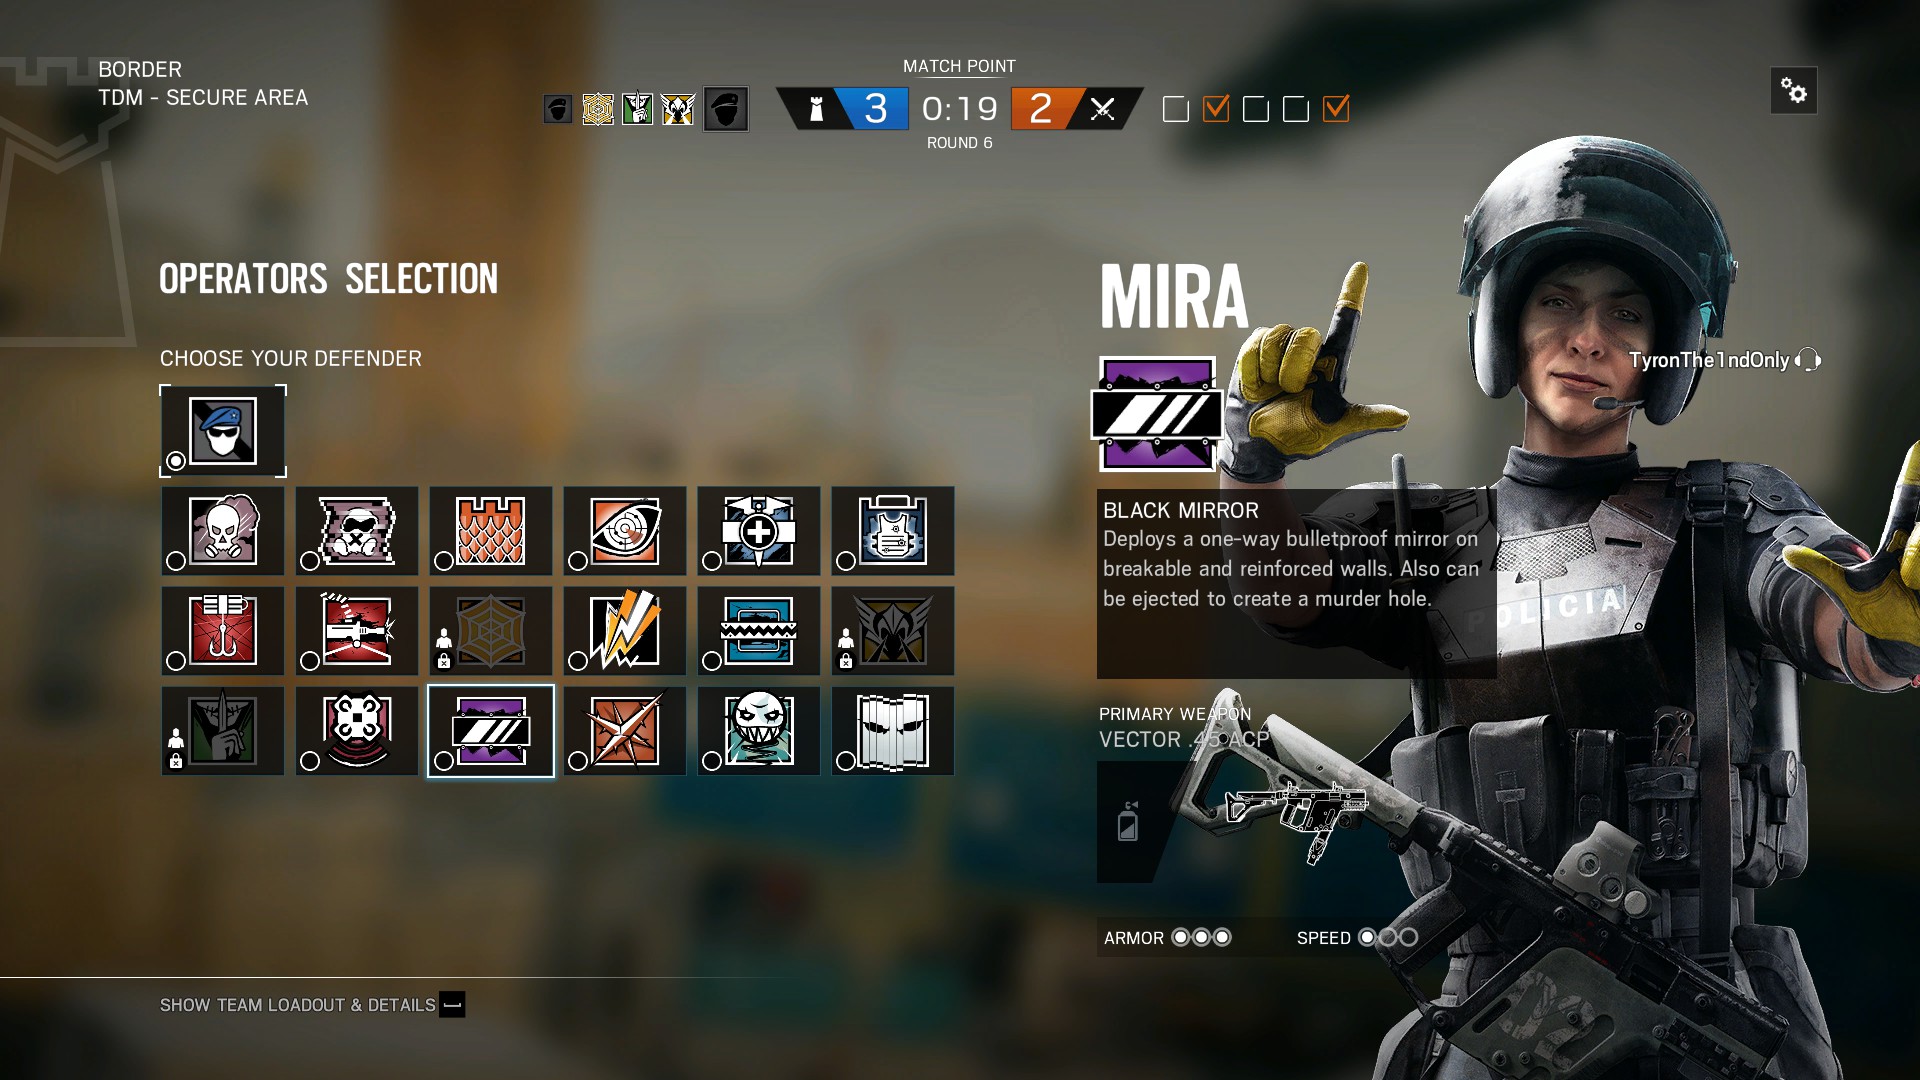 BORDER
TDM - SECURE AREA
MATCH POINT
3 0:19 2
ROUND 6
OPERATORS SELECTION
CHOOSE YOUR DEFENDER
MIRA
TyronThe1ndOnly
BLACK MIRROR
Deploys a one-way bulletproof mirror on
breakable and reinforced walls. Also can
be ejected to create a murder hole.
POLICIA
PRIMARY WEAPON
VECTOR .45 ACP
ARMOR
SPEED
SHOW TEAM LOADOUT & DETAILS